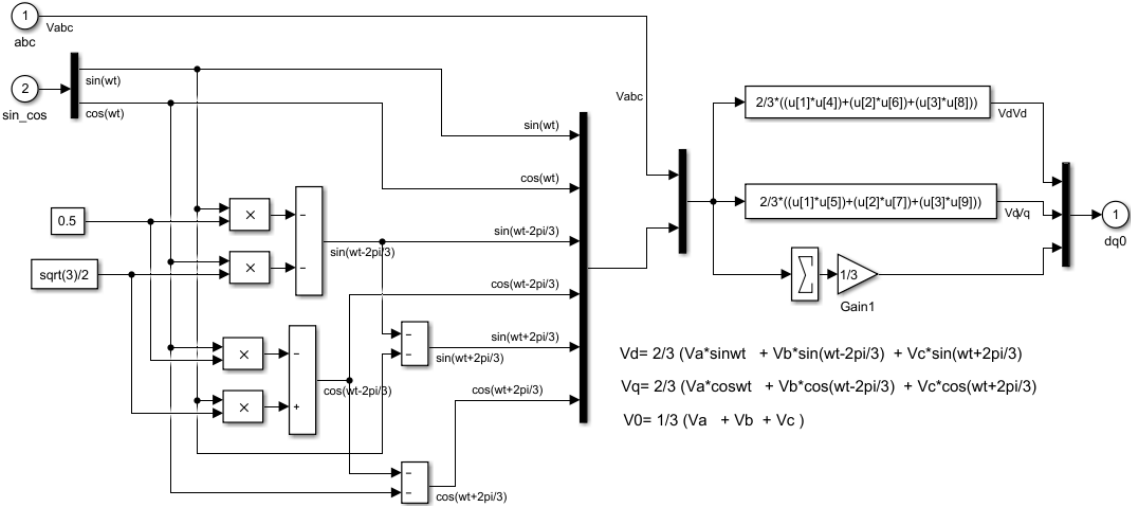 1
Vabc
abc
2
sin_cos
sin(wt)
cos(wt)
sin(wt)
cos(wt)
sin(wt-2pi/3)
cos(wt-2pi/3)
sin(wt+2pi/3)
cos(wt+2pi/3)
0.5
sqrt(3)/2
×
×
×
×
-
-
sin(wt-2pi/3)
-
+
cos(wt-2pi/3)
-
-
sin(wt+2pi/3)
-
-
cos(wt+2pi/3)
Vabc
2/3*((u[1]*u[4])+(u[2]*u[6])+(u[3]*u[8]))
VdVd
2/3*((u[1]*u[5])+(u[2]*u[7])+(u[3]*u[9]))
VqVq
∑
1/3
Gain1
1
dq0
Vd= 2/3 (Va*sinwt + Vb*sin(wt-2pi/3) + Vc*sin(wt+2pi/3)
Vq= 2/3 (Va*coswt + Vb*cos(wt-2pi/3) + Vc*cos(wt+2pi/3)
V0= 1/3 (Va + Vb + Vc )